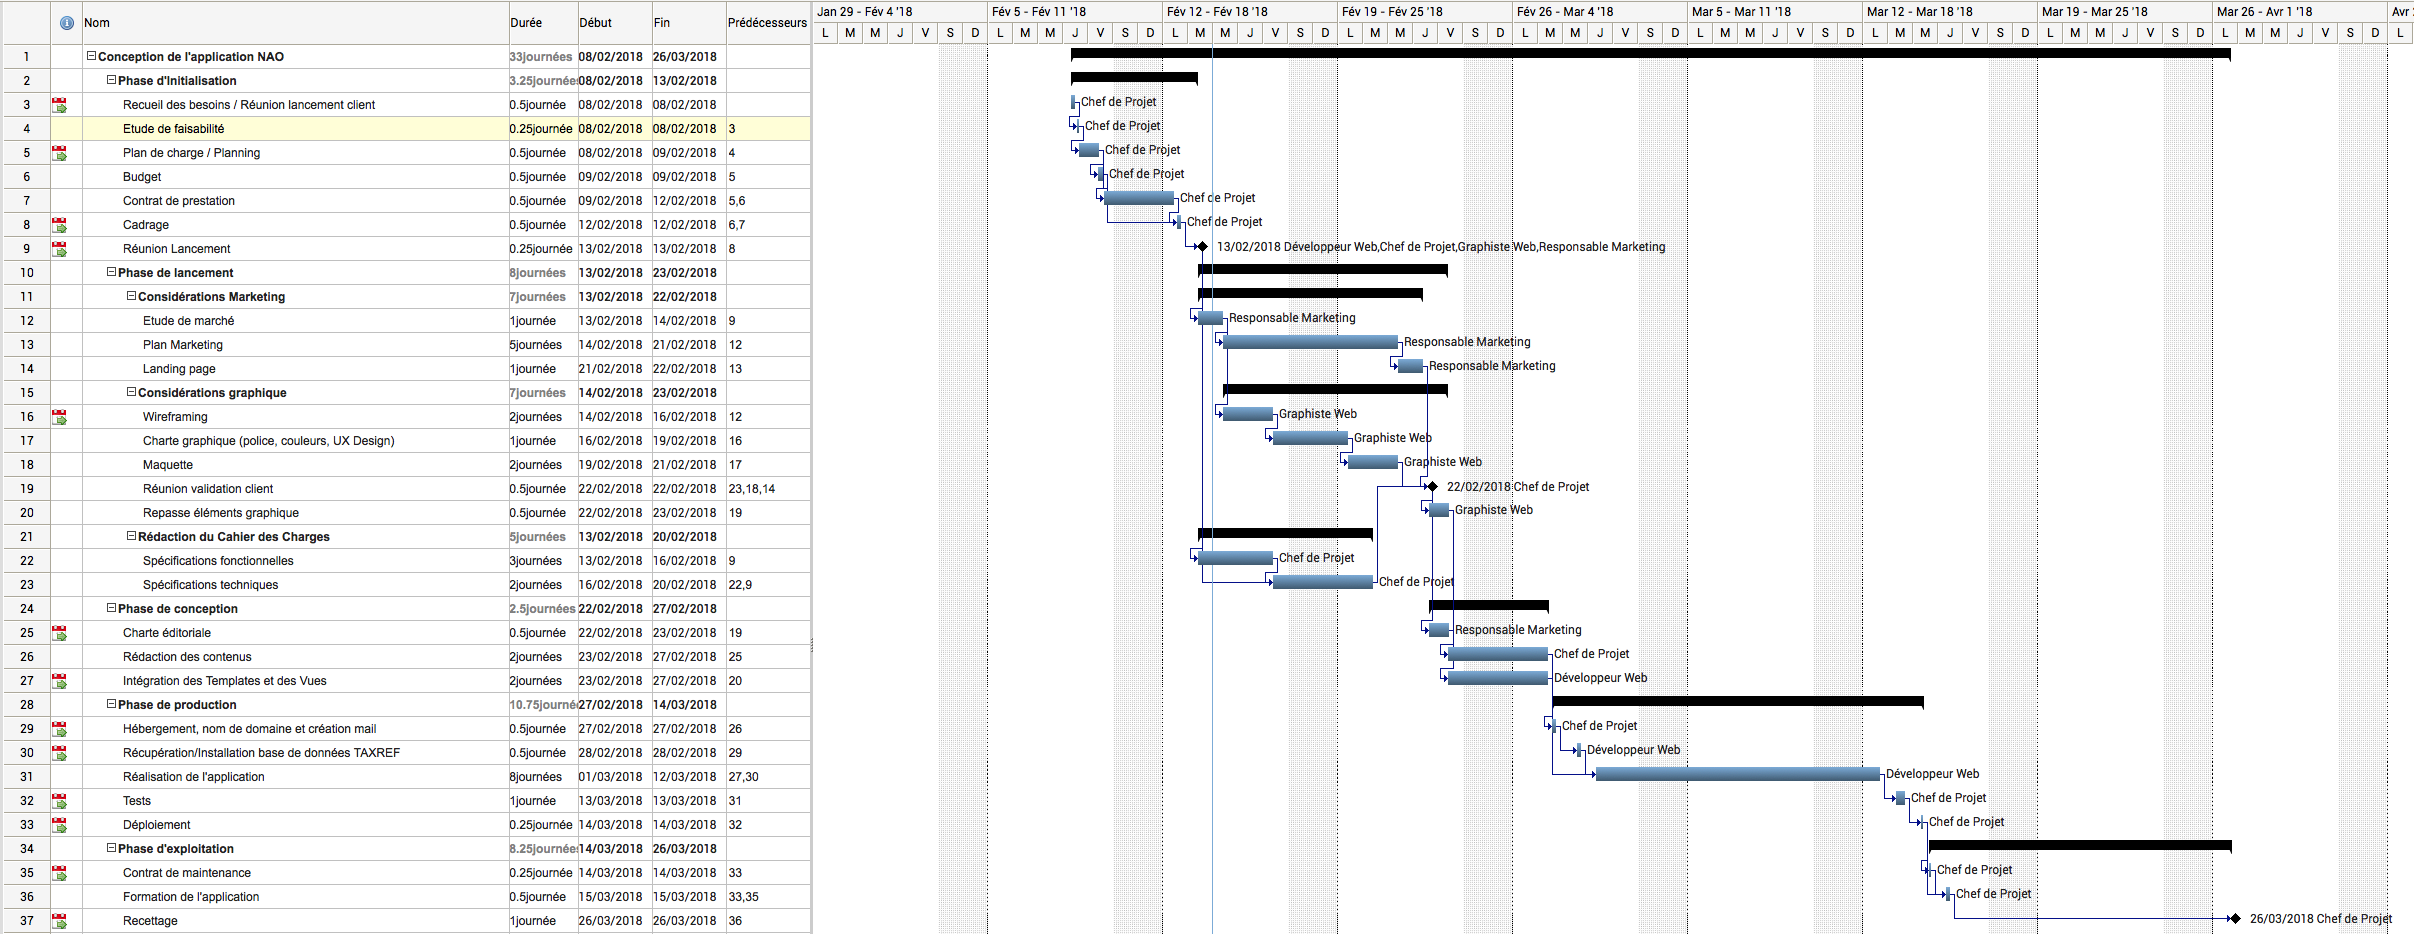 Nom Durée Début Fin Prédécesseurs
Jan 29 - Fév 4 '18 Fév 5 - Fév 11 '18 Fév 12 - Fév 18 '18 Fév 19 - Fév 25 '18 Fév 26 - Mar 4 '18 Mar 5 - Mar 11 '18 Mar 12 - Mar 18 '18 Mar 19 - Mar 25 '18 Mar 26 - Avr 1 '18 Avr
L M M J V S D L M M J V S D L M M J V S D L M M J V S D L M M J V S D L M M J V S D L M M J V S D L M M J V S D L M M J V S D L
1 Conception de l'application NAO 33journées 08/02/2018 26/03/2018
2 Phase d'Initialisation 3.25journées 08/02/2018 13/02/2018
3 Recueil des besoins / Réunion lancement client 0.5journée 08/02/2018 08/02/2018 Chef de Projet
4 Etude de faisabilité 0.25journée 08/02/2018 08/02/2018 3 Chef de Projet
5 Plan de charge / Planning 0.5journée 08/02/2018 09/02/2018 4 Chef de Projet
6 Budget 0.5journée 09/02/2018 09/02/2018 5 Chef de Projet
7 Contrat de prestation 0.5journée 09/02/2018 12/02/2018 5,6 Chef de Projet
8 Cadrage 0.5journée 12/02/2018 12/02/2018 6,7 Chef de Projet
9 Réunion Lancement 0.25journée 13/02/2018 13/02/2018 8 13/02/2018 Développeur Web,Chef de Projet,Graphiste Web,Responsable Marketing
10 Phase de lancement 8journées 13/02/2018 23/02/2018
11 Considérations Marketing 7journées 13/02/2018 22/02/2018
12 Etude de marché 1journée 13/02/2018 14/02/2018 9 Responsable Marketing
13 Plan Marketing 5journées 14/02/2018 21/02/2018 12 Responsable Marketing
14 Landing page 1journée 21/02/2018 22/02/2018 13 Responsable Marketing
15 Considérations graphique 7journées 14/02/2018 23/02/2018
16 Wireframing 2journées 14/02/2018 16/02/2018 12 Graphiste Web
17 Charte graphique (police, couleurs, UX Design) 1journée 16/02/2018 19/02/2018 16 Graphiste Web
18 Maquette 2journées 19/02/2018 21/02/2018 17 Graphiste Web
19 Réunion validation client 0.5journée 22/02/2018 22/02/2018 23,18,14 22/02/2018 Chef de Projet
20 Repasse éléments graphique 0.5journée 22/02/2018 23/02/2018 19 Graphiste Web
21 Rédaction du Cahier des Charges 5journées 13/02/2018 20/02/2018
22 Spécifications fonctionnelles 3journées 13/02/2018 16/02/2018 9 Chef de Projet
23 Spécifications techniques 2journées 16/02/2018 20/02/2018 22,9 Chef de Projet
24 Phase de conception 2.5journées 22/02/2018 27/02/2018
25 Charte éditoriale 0.5journée 22/02/2018 23/02/2018 19 Responsable Marketing
26 Rédaction des contenus 2journées 23/02/2018 27/02/2018 25 Chef de Projet
27 Intégration des Templates et des Vues 2journées 23/02/2018 27/02/2018 20 Développeur Web
28 Phase de production 10.75journée 27/02/2018 14/03/2018
29 Hébergement, nom de domaine et création mail 0.5journée 27/02/2018 27/02/2018 26 Chef de Projet
30 Récupération/Installation base de données TAXREF 0.5journée 28/02/2018 28/02/2018 29 Développeur Web
31 Réalisation de l'application 8journées 01/03/2018 12/03/2018 27,30 Développeur Web
32 Tests 1journée 13/03/2018 13/03/2018 31 Chef de Projet
33 Déploiement 0.25journée 14/03/2018 14/03/2018 32 Chef de Projet
34 Phase d'exploitation 8.25journées 14/03/2018 26/03/2018
35 Contrat de maintenance 0.25journée 14/03/2018 14/03/2018 33 Chef de Projet
36 Formation de l'application 0.5journée 15/03/2018 15/03/2018 33,35 Chef de Projet
37 Recettage 1journée 26/03/2018 26/03/2018 36 26/03/2018 Chef de Projet